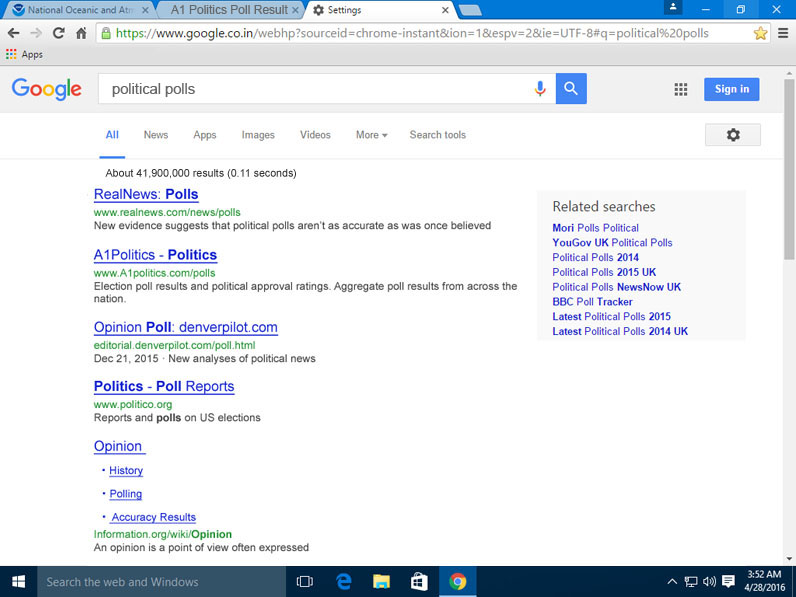 National Oceanic and Atm
A1 Politics Poll Result
Settings
https://www.google.co.in/webhp?sourceid=chrome-instant&ion=1&espv=2&ie=UTF-8#q=political%20polls
Apps
Google
political polls
Sign in
All News Apps Images Videos More Search tools
About 41,900,000 results (0.11 seconds)
RealNews: Polls
www.realnews.com/news/polls
New evidence suggests that political polls aren't as accurate as was once believed
A1Politics - Politics
www.A1politics.com/polls
Election poll results and political approval ratings. Aggregate poll results from across the
nation.
Opinion Poll: denverpilot.com
editorial.denverpilot.com/poll.html
Dec 21, 2015 · New analyses of political news
Politics - Poll Reports
www.politico.org
Reports and polls on US elections
Opinion
• History
• Polling
• Accuracy Results
Information.org/wiki/Opinion
An opinion is a point of view often expressed
Related searches
Mori Polls Political
YouGov UK Political Polls
Political Polls 2014
Political Polls 2015 UK
Political Polls NewsNow UK
BBC Poll Tracker
Latest Political Polls 2015
Latest Political Polls 2014 UK
Search the web and Windows
3:52 AM
4/28/2016